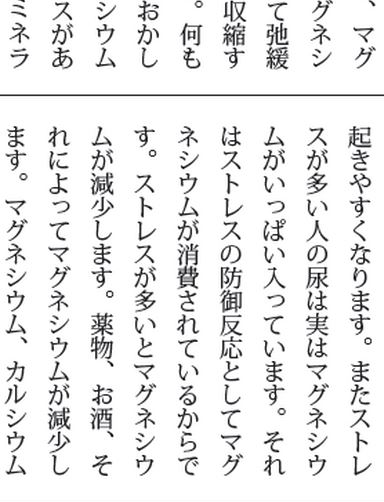 、マグ
グネシ
て弛緩
収縮す
。何も
おかし
シウム
スがあ
ミネラ
起きやすくなります。またストレ
スが多い人の尿は実はマグネシウ
ムがいっぱい入っています。それ
はストレスの防御反応としてマグ
ネシウムが消費されているからで
す。ストレスが多いとマグネシウ
ムが減少します。薬物、お酒、そ
れによってマグネシウムが減少し
ます。マグネシウム、カルシウム